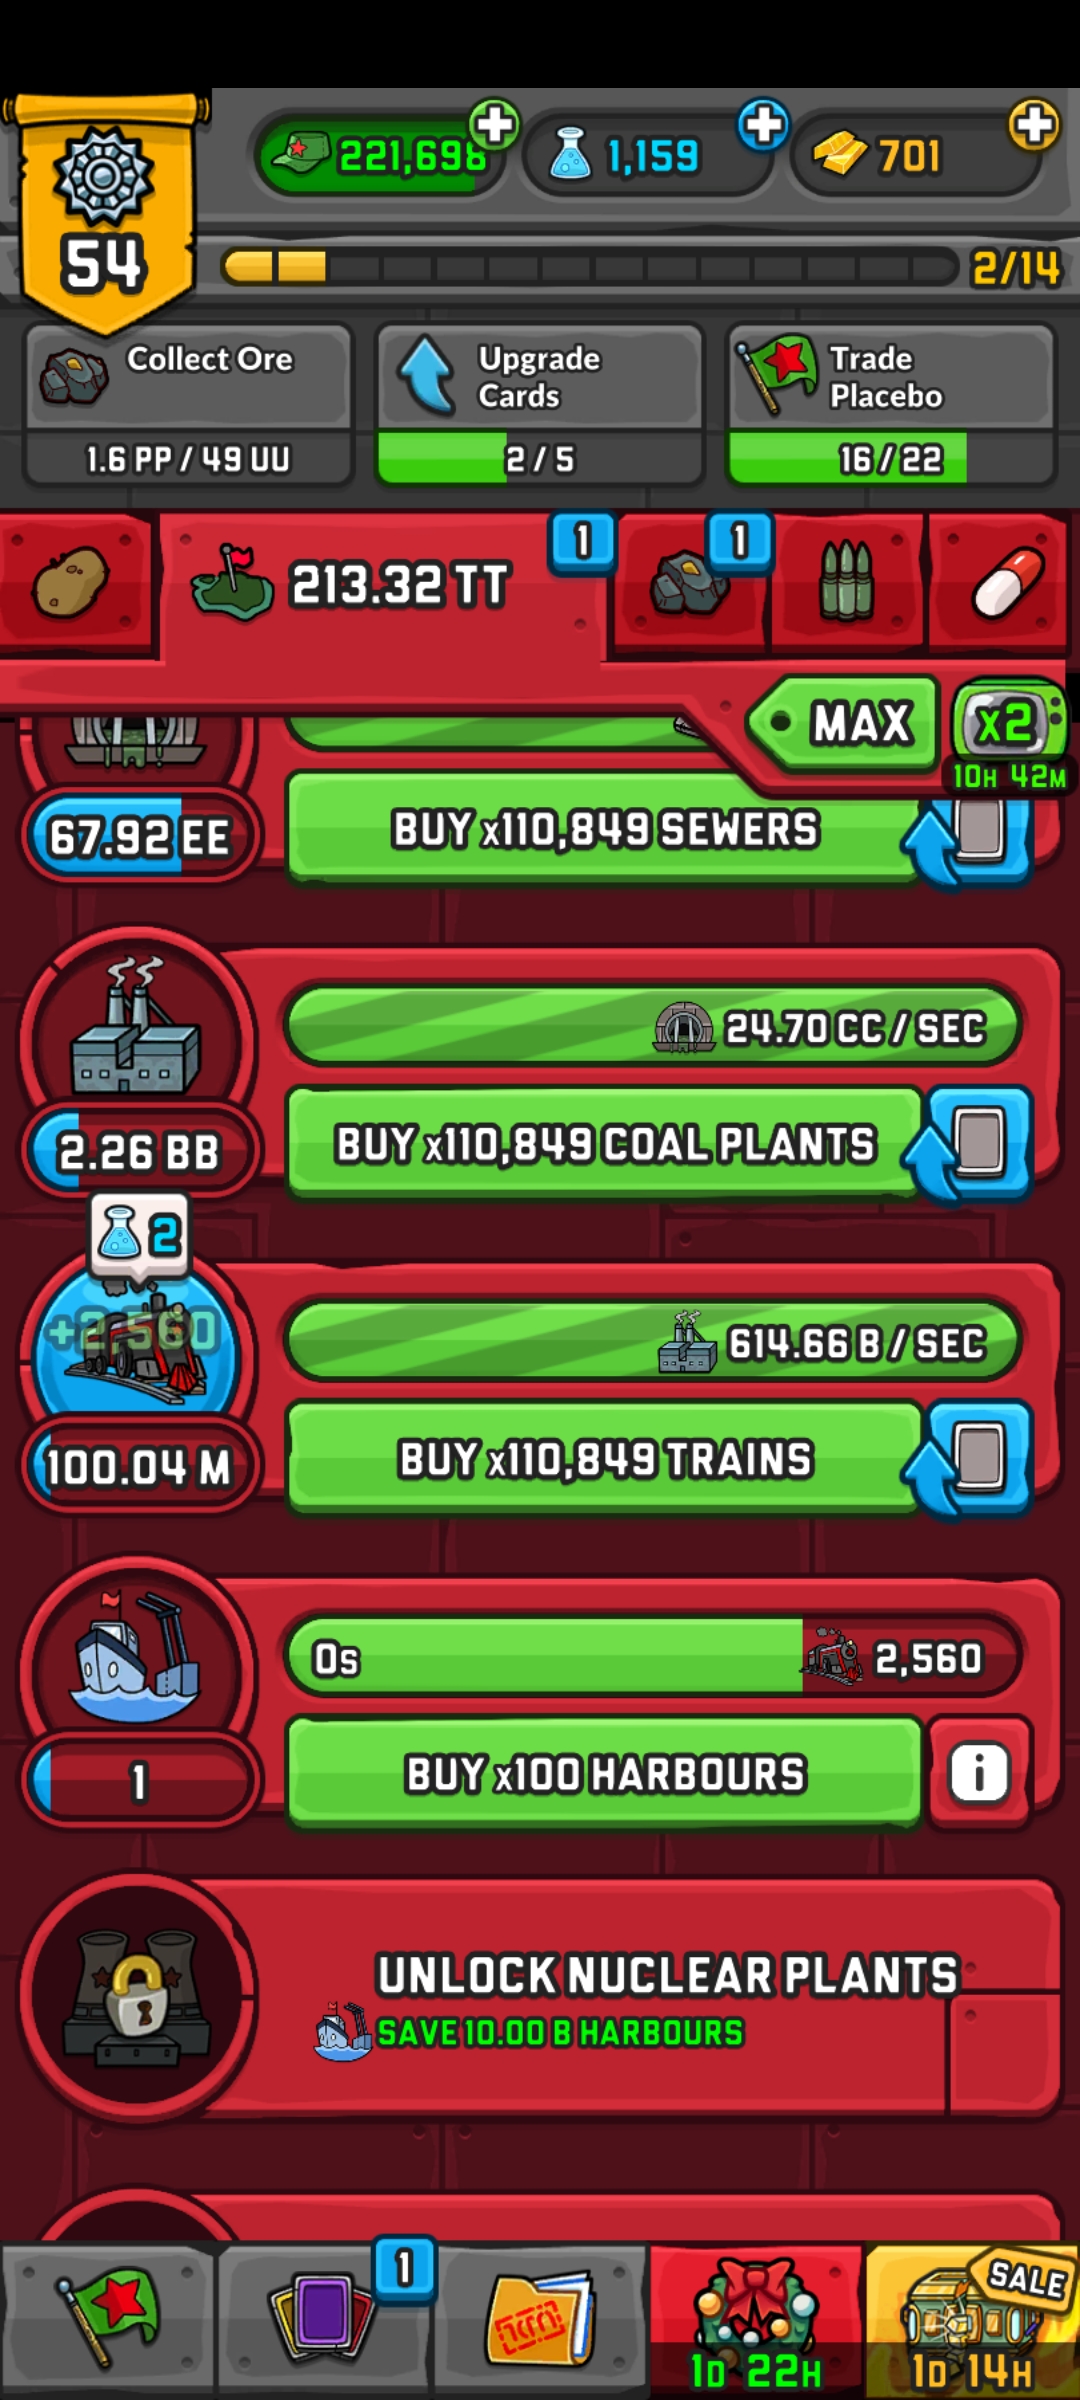 221,698
1,159
701
54
2/14
Collect Ore
1.6 PP / 49 UU
Upgrade
Cards
2 / 5
Trade
Placebo
16 / 22
213.32 TT
1
1
MAX
x2
10H 42M
67.92 EE
BUY x110,849 SEWERS
24.70 CC / SEC
2.26 BB
BUY x110,849 COAL PLANTS
2
+2,560
614.66 B / SEC
100.04 M
BUY x110,849 TRAINS
0s
2,560
1
BUY x100 HARBOURS
i
UNLOCK NUCLEAR PLANTS
SAVE 10.00 B HARBOURS
1
SALE
1D 22H
1D 14H